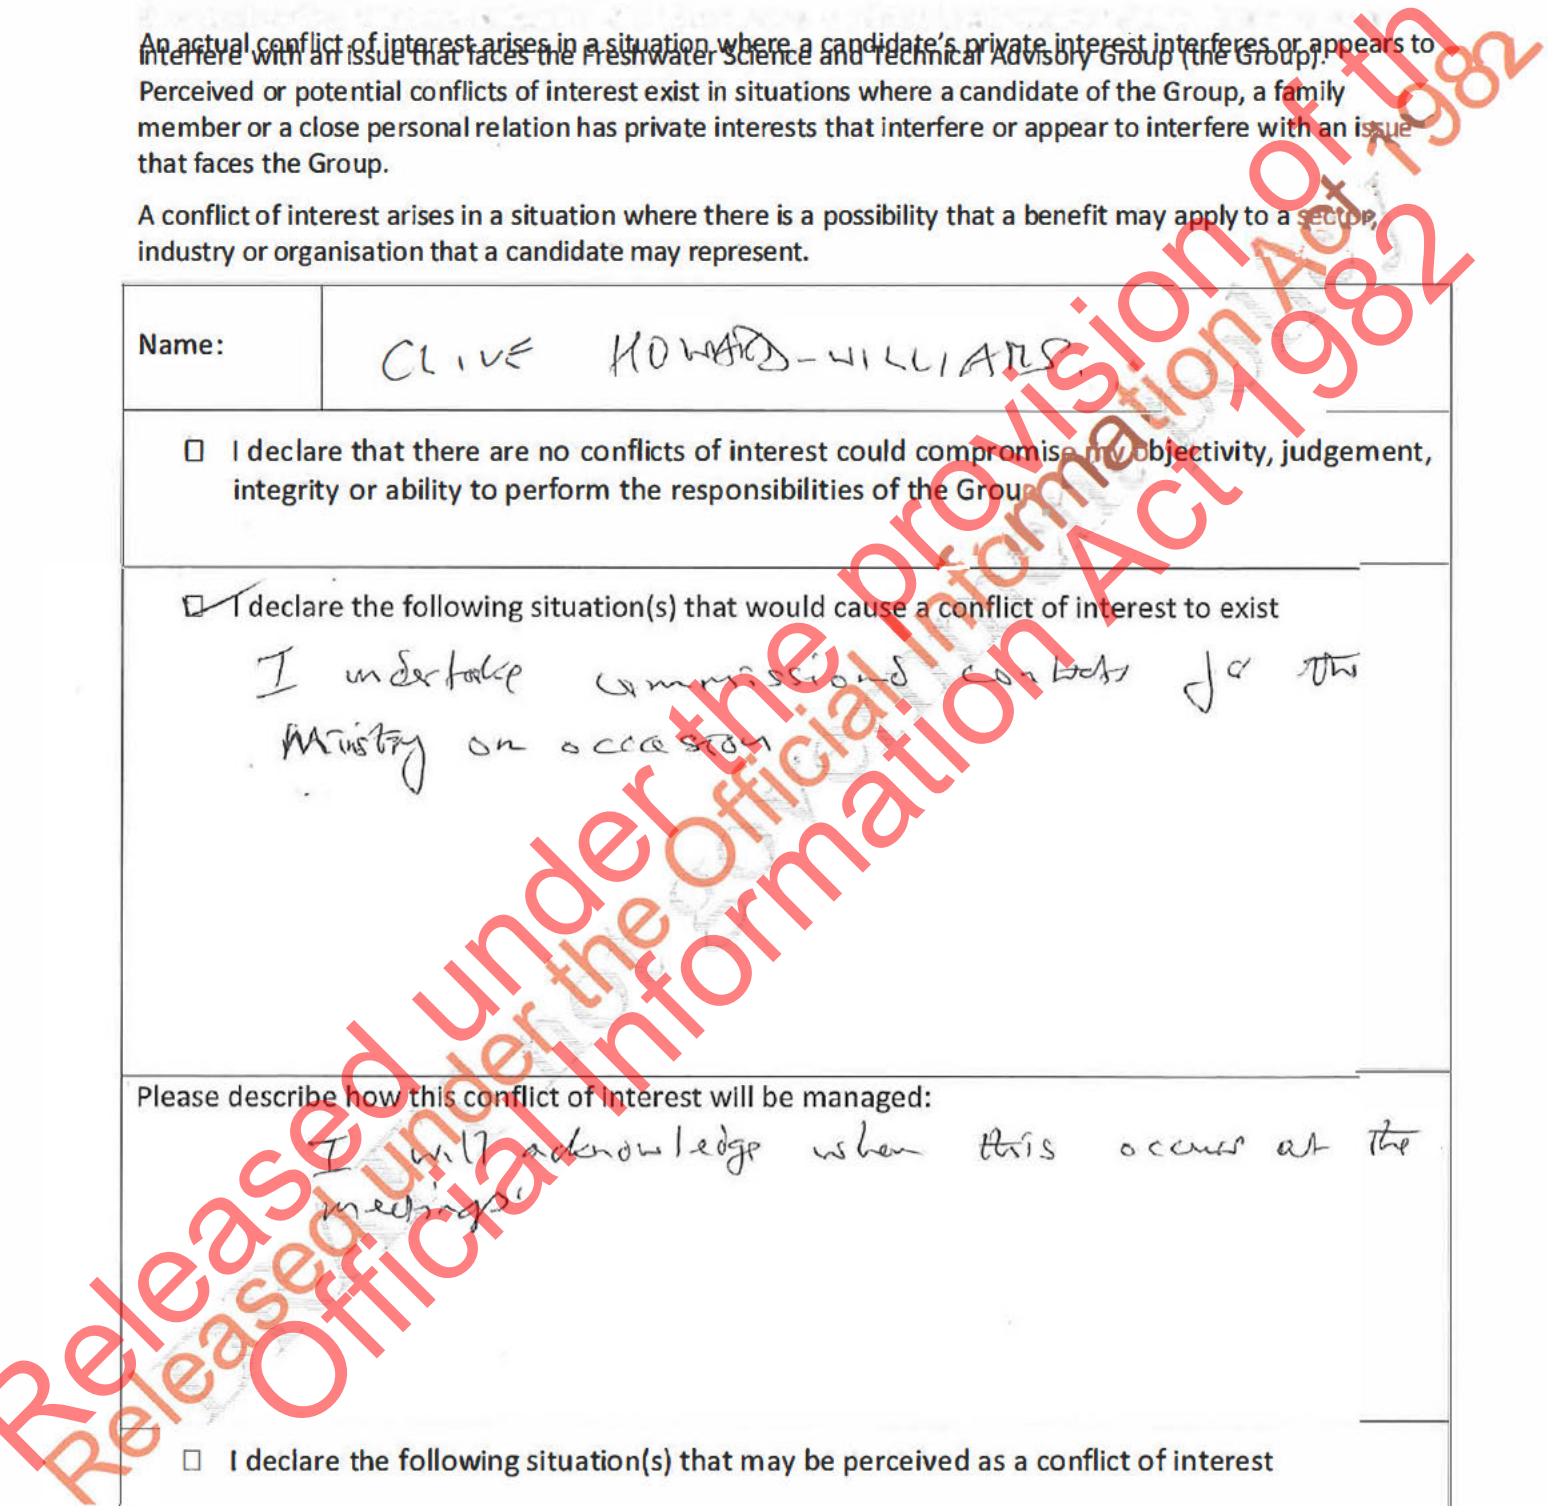 An actual conflict of interest arises in a situation where a candidate's private interest interferes or appears to
interfere with an issue that faces the Freshwater Science and Technical Advisory Group (the Group).
Perceived or potential conflicts of interest exist in situations where a candidate of the Group, a family
member or a close personal relation has private interests that interfere or appear to interfere with an issue
that faces the Group.
A conflict of interest arises in a situation where there is a possibility that a benefit may apply to a sector,
industry or organisation that a candidate may represent.
Name: CLIVE HOWARD-WILLIAMS.
I declare that there are no conflicts of interest could compromise my objectivity, judgement,
integrity or ability to perform the responsibilities of the Group
I declare the following situation(s) that would cause a conflict of interest to exist
I undertake commissioned contracts for the
Ministry on occasion.
Please describe how this conflict of interest will be managed:
I will acknowledge when this occurs at the
meetings.
I declare the following situation(s) that may be perceived as a conflict of interest
Released under the provision of th
Official Information Act 1982
Released under the Official Information Act 1982